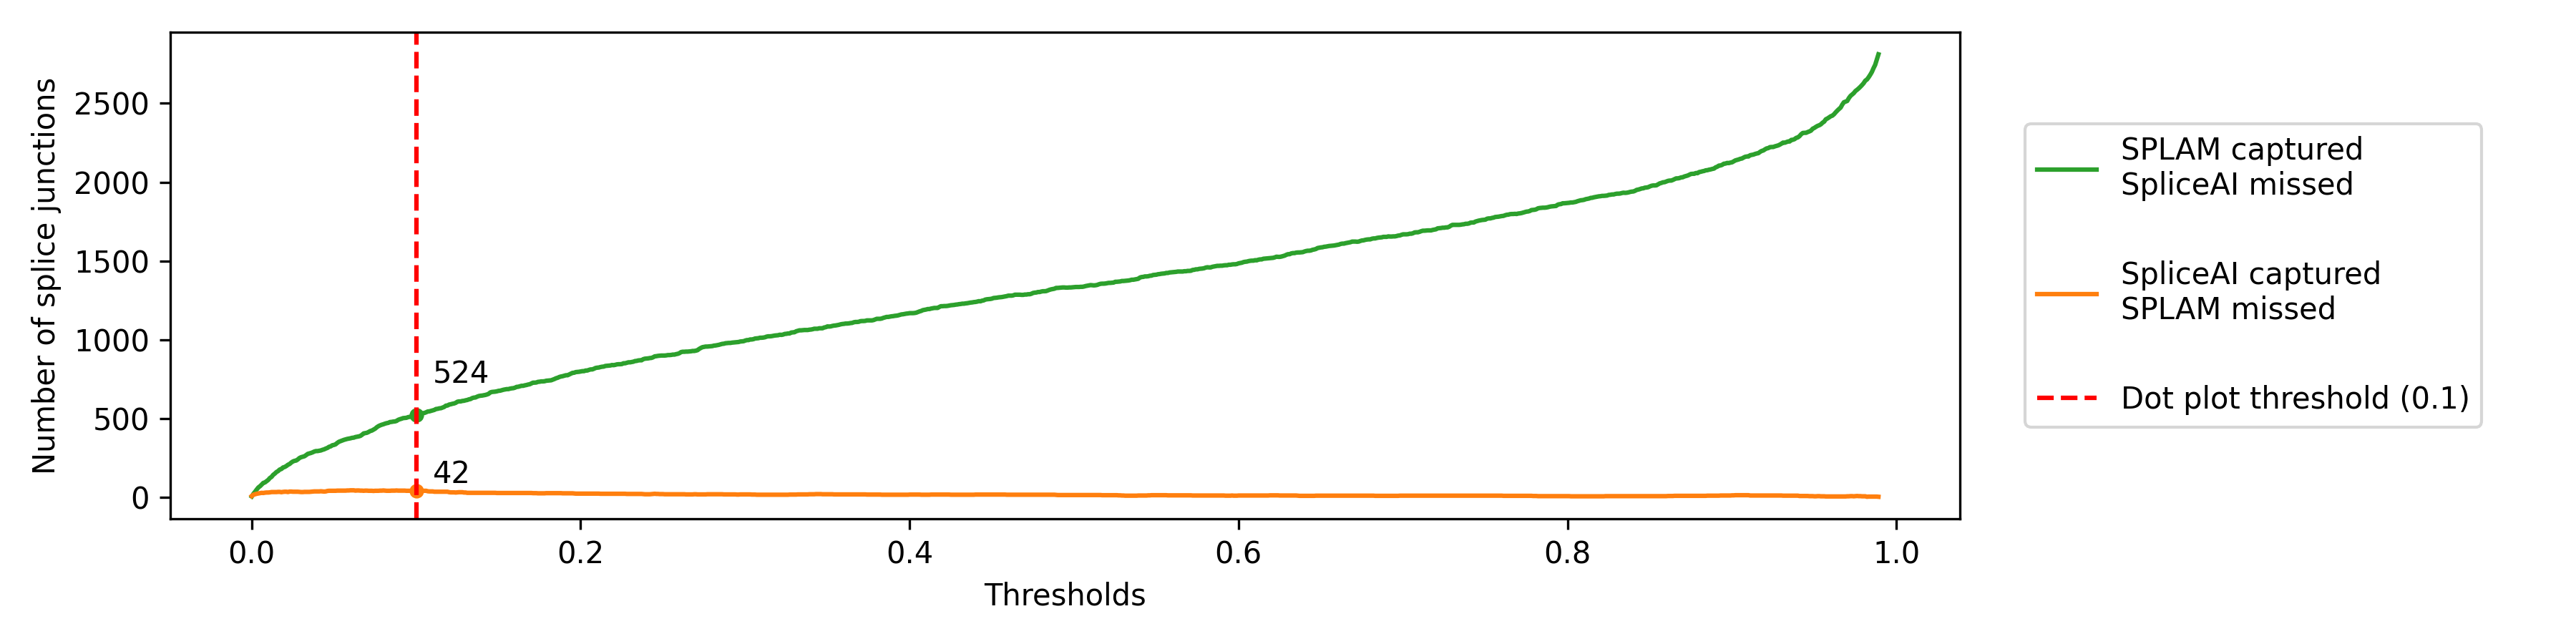 Number of splice junctions
2500
2000
1500
1000
500
0
524
42
0.0
0.2
0.4
0.6
0.8
1.0
Thresholds
SPLAM captured
SpliceAI missed
SpliceAI captured
SPLAM missed
Dot plot threshold (0.1)